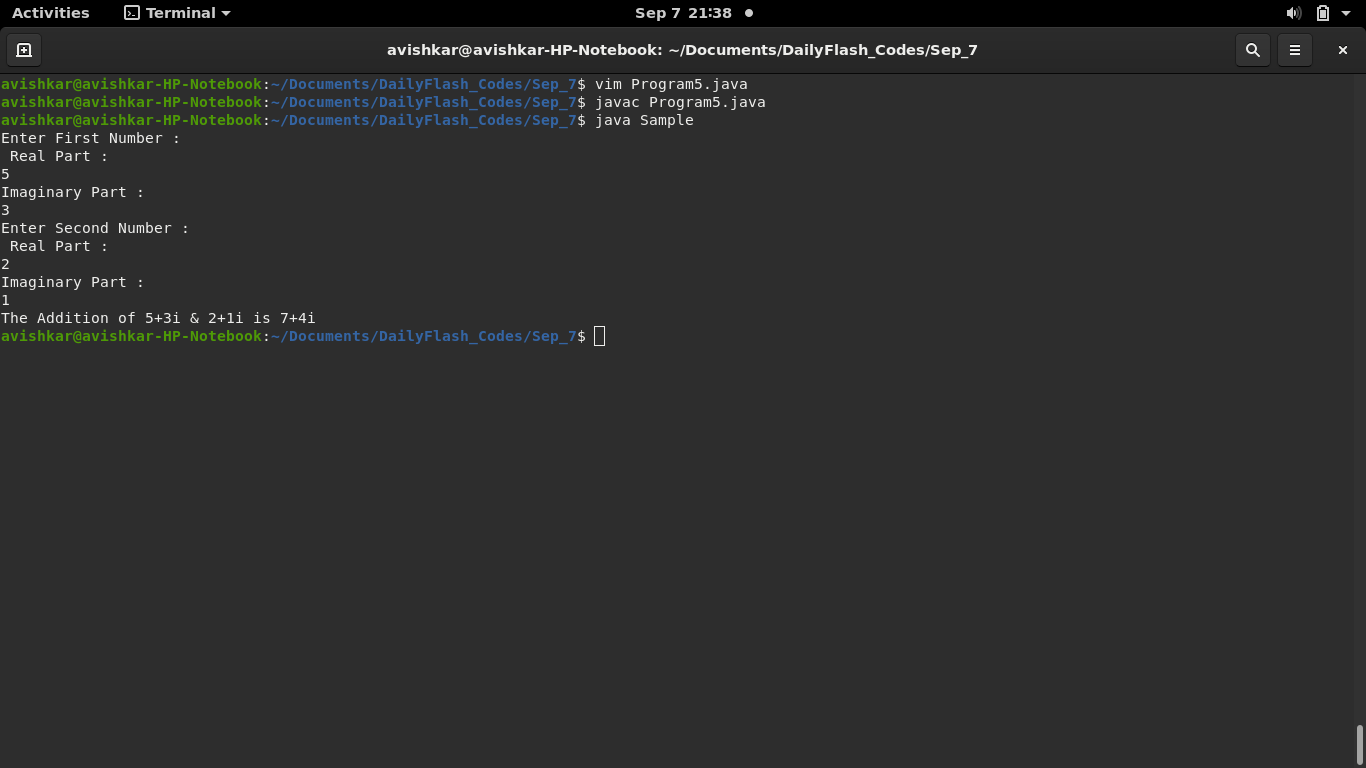 Activities Terminal Sep 7 21:38
avishkar@avishkar-HP-Notebook: ~/Documents/DailyFlash_Codes/Sep_7
avishkar@avishkar-HP-Notebook:~/Documents/DailyFlash_Codes/Sep_7$ vim Program5.java
avishkar@avishkar-HP-Notebook:~/Documents/DailyFlash_Codes/Sep_7$ javac Program5.java
avishkar@avishkar-HP-Notebook:~/Documents/DailyFlash_Codes/Sep_7$ java Sample
Enter First Number :
 Real Part :
5
Imaginary Part :
3
Enter Second Number :
 Real Part :
2
Imaginary Part :
1
The Addition of 5+3i & 2+1i is 7+4i
avishkar@avishkar-HP-Notebook:~/Documents/DailyFlash_Codes/Sep_7$